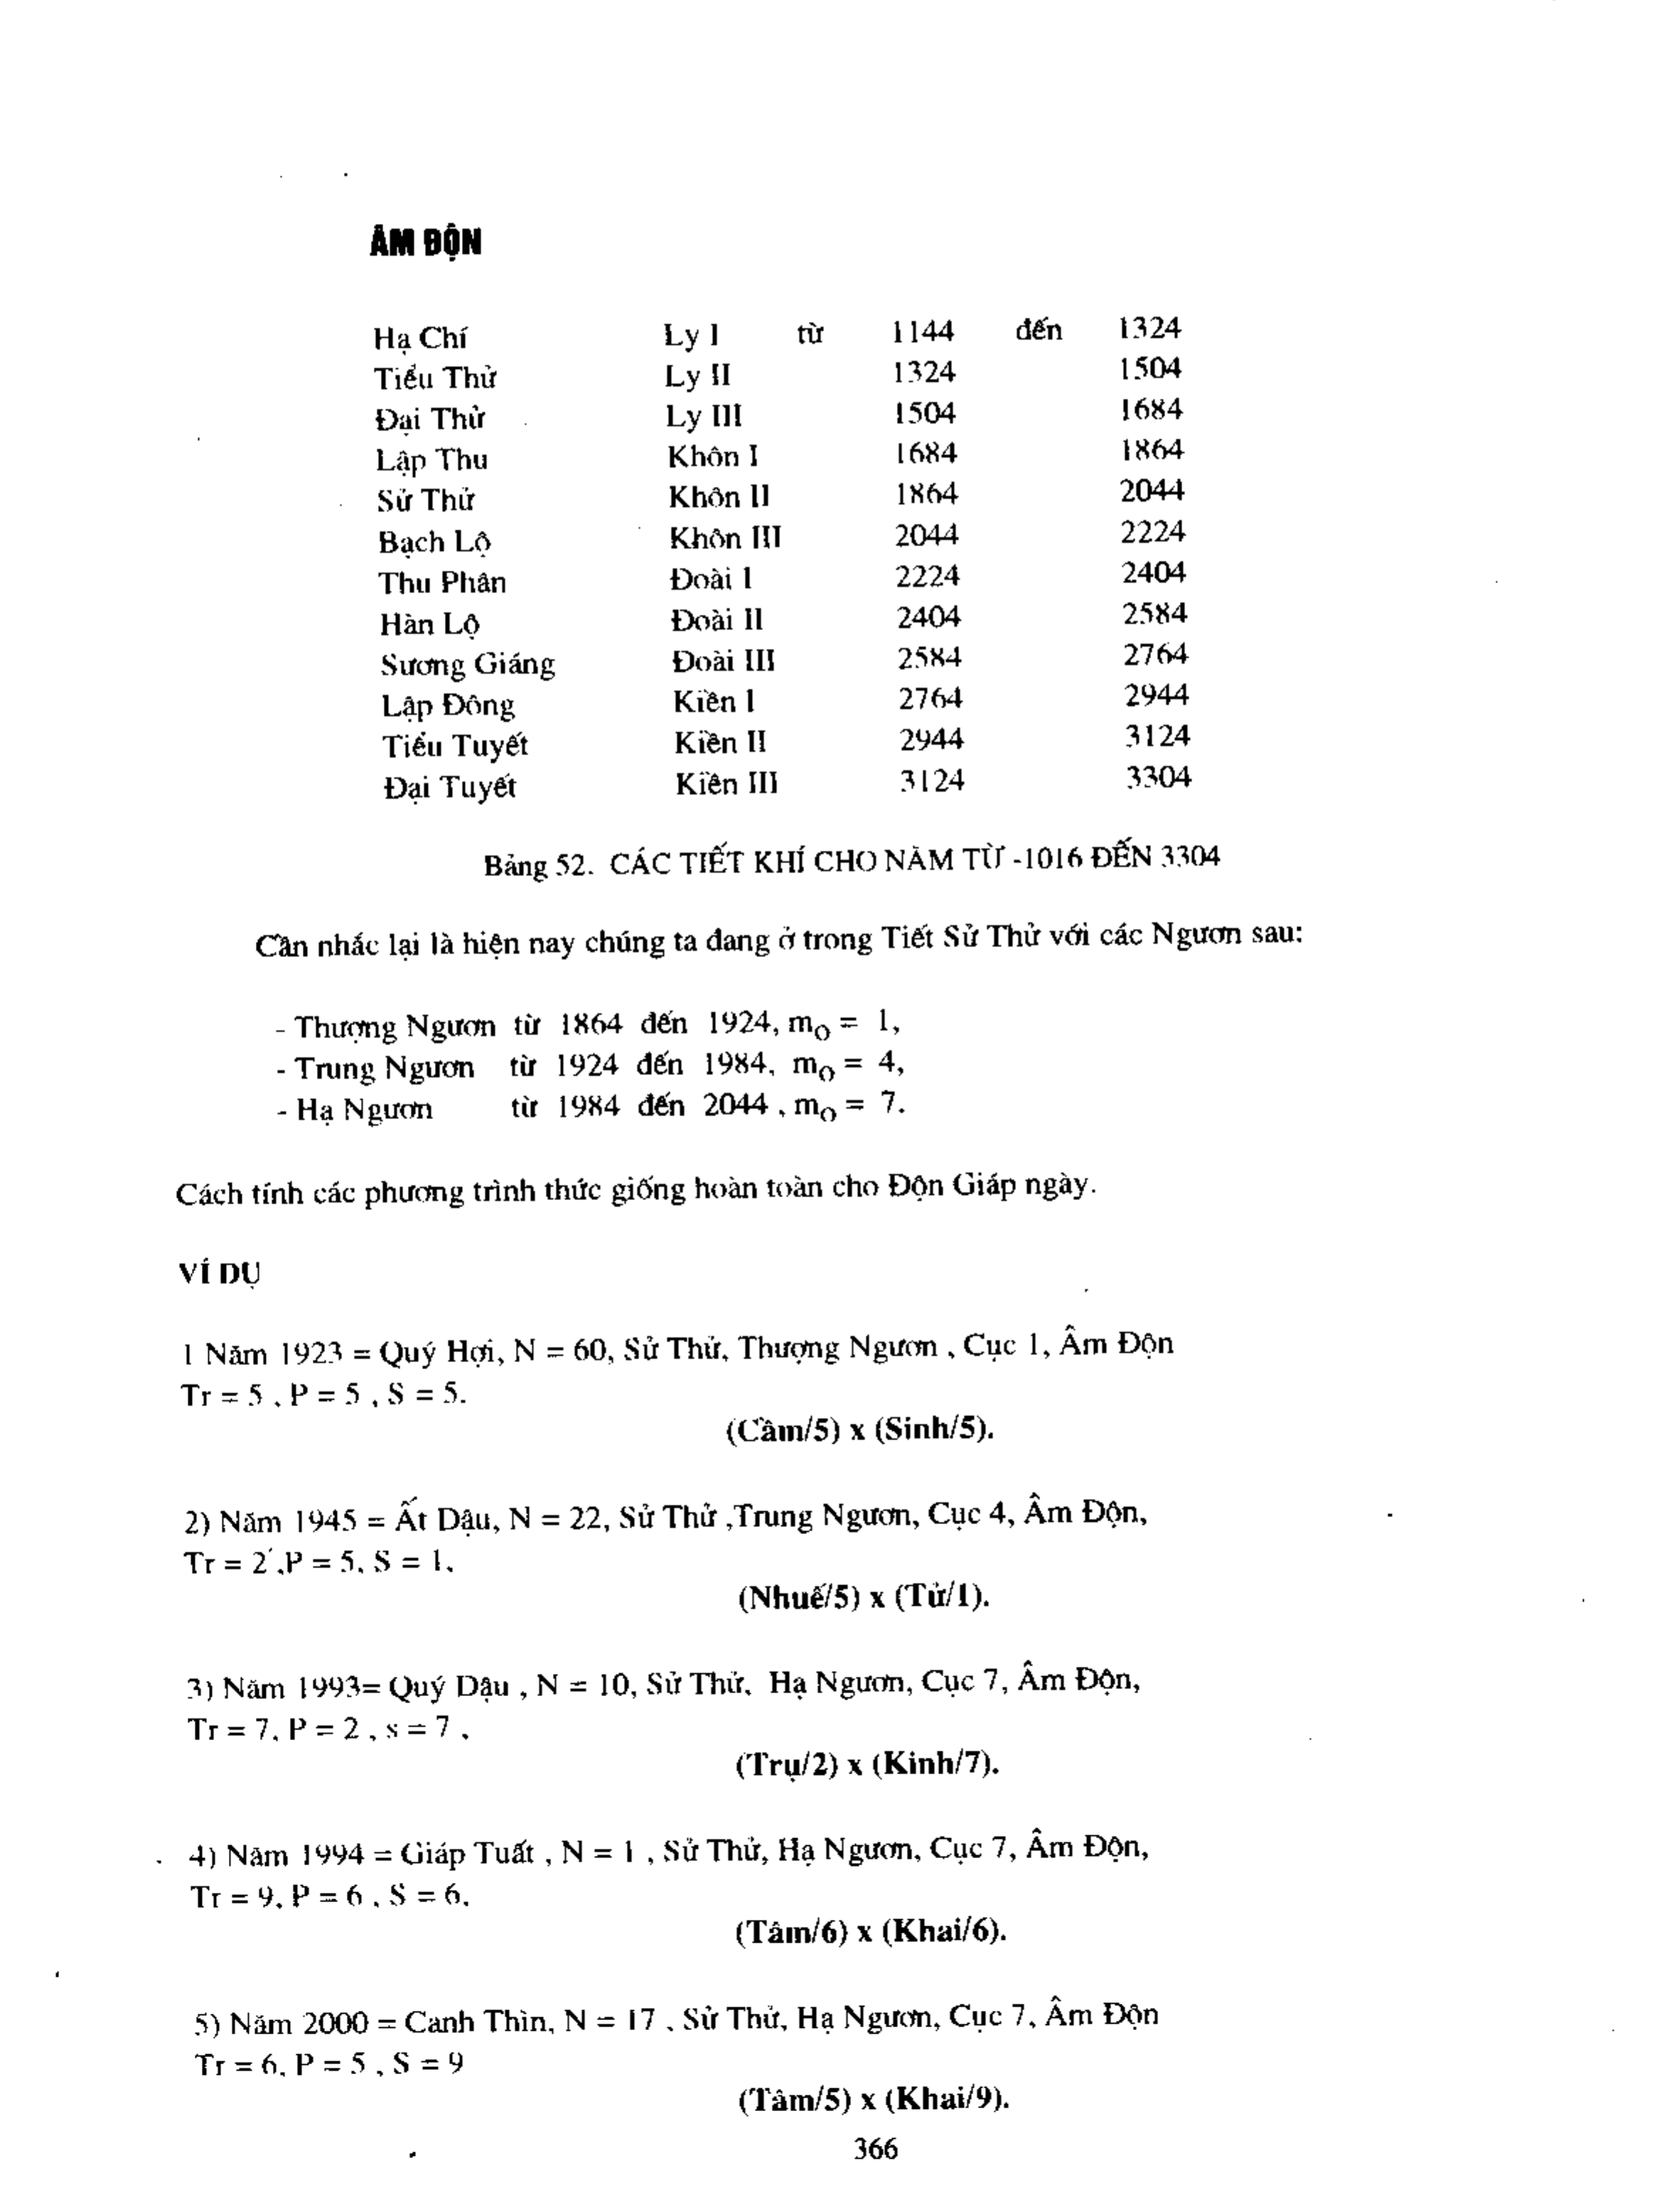 ÂM ĐỘN
Hạ Chí Ly I từ 1144 đến 1324
Tiểu Thử Ly II 1324 1504
Đại Thử Ly III 1504 1684
Lập Thu Khôn I 1684 1864
Sử Thử Khôn II 1864 2044
Bạch Lộ Khôn III 2044 2224
Thu Phân Đoài I 2224 2404
Hàn Lộ Đoài II 2404 2584
Sương Giáng Đoài III 2584 2764
Lập Đông Kiền I 2764 2944
Tiểu Tuyết Kiền II 2944 3124
Đại Tuyết Kiền III 3124 3304
Bảng 52. CÁC TIẾT KHÍ CHO NĂM TỪ -1016 ĐẾN 3304
Cần nhắc lại là hiện nay chúng ta đang ở trong Tiết Sử Thử với các Ngươn sau:
- Thượng Ngươn từ 1864 đến 1924, mo = 1,
- Trung Ngươn từ 1924 đến 1984, mo = 4,
- Hạ Ngươn từ 1984 đến 2044 , mo = 7.
Cách tính các phương trình thức giống hoàn toàn cho Độn Giáp ngày.
VÍ DỤ
1 Năm 1923 = Quý Hợi, N = 60, Sử Thử, Thượng Ngươn , Cục 1, Âm Độn
Tr = 5 , P = 5 , S = 5.
(Cầm/5) x (Sinh/5).
2) Năm 1945 = Ất Dậu, N = 22, Sử Thử ,Trung Ngươn, Cục 4, Âm Độn,
Tr = 2 ,P = 5, S = 1,
(Nhuế/5) x (Tử/1).
3) Năm 1993= Quý Dậu , N = 10, Sử Thử, Hạ Ngươn, Cục 7, Âm Độn,
Tr = 7, P = 2 , s = 7 ,
(Trụ/2) x (Kinh/7).
4) Năm 1994 = Giáp Tuất , N = 1 , Sử Thử, Hạ Ngươn, Cục 7, Âm Độn,
Tr = 9, P = 6 , S = 6,
(Tâm/6) x (Khai/6).
5) Năm 2000 = Canh Thìn, N = 17 , Sử Thử, Hạ Ngươn, Cục 7, Âm Độn
Tr = 6, P = 5 , S = 9
(Tâm/5) x (Khai/9).
366